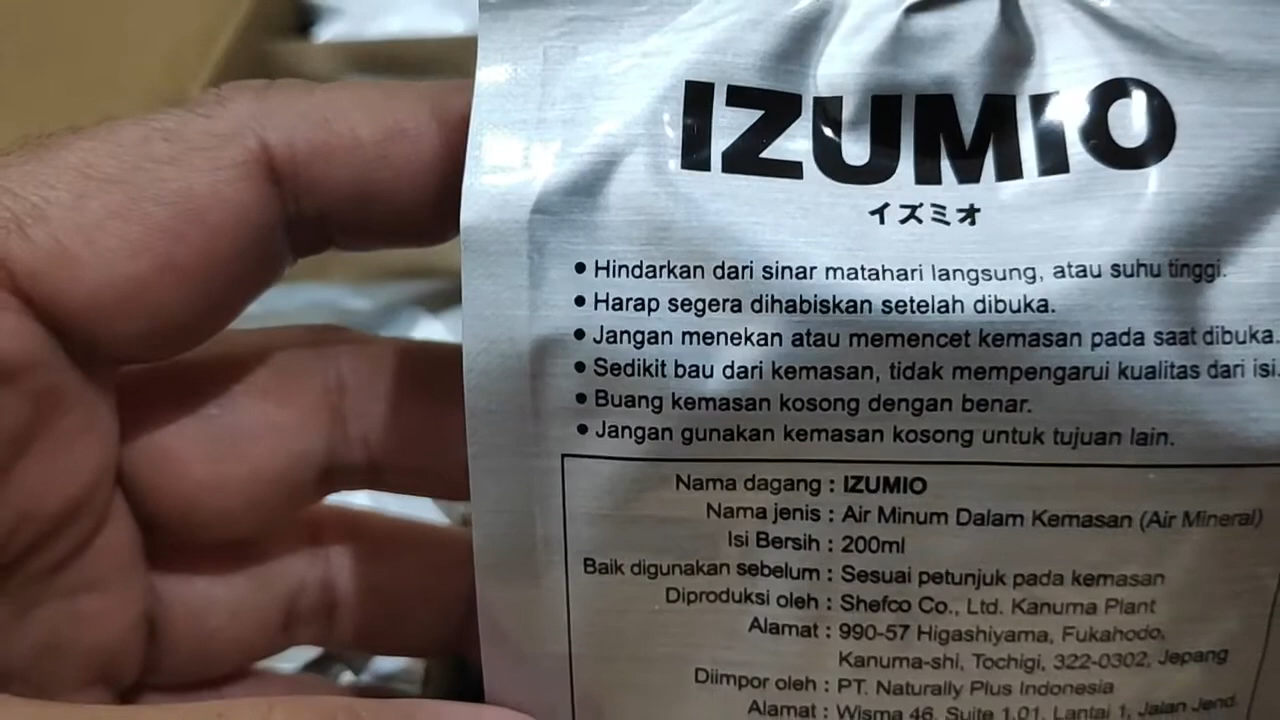 IZUMIO
イズミオ
● Hindarkan dari sinar matahari langsung, atau suhu tinggi.
● Harap segera dihabiskan setelah dibuka.
● Jangan menekan atau memencet kemasan pada saat dibuka.
● Sedikit bau dari kemasan, tidak mempengarui kualitas dari isi.
● Buang kemasan kosong dengan benar.
● Jangan gunakan kemasan kosong untuk tujuan lain.
Nama dagang : IZUMIO
Nama jenis : Air Minum Dalam Kemasan (Air Mineral)
Isi Bersih : 200ml
Baik digunakan sebelum : Sesuai petunjuk pada kemasan
Diproduksi oleh : Shefco Co., Ltd. Kanuma Plant
Alamat : 990-57 Higashiyama, Fukahodo,
Kanuma-shi, Tochigi, 322-0302, Jepang
Diimpor oleh : PT. Naturally Plus Indonesia
Alamat : Wisma 46, Suite 1.01, Lantai 1, Jalan Jend.